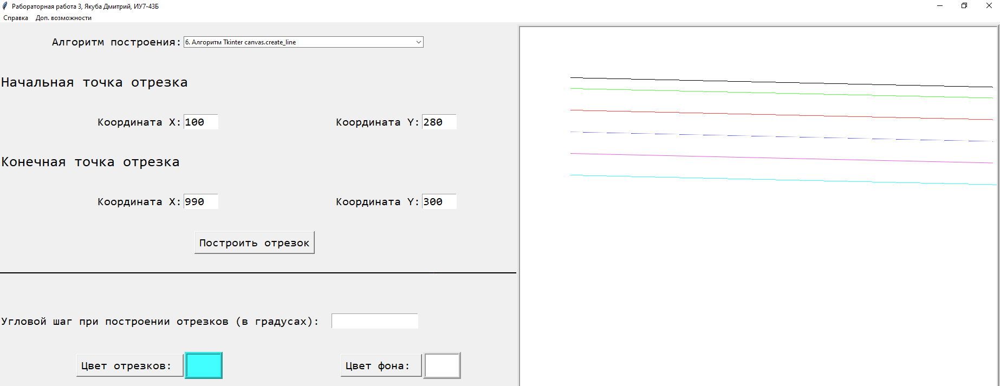 Рабораторная работа 3, Якуба Дмитрий, ИУ7-43Б
Справка Доп. возможности
Алгоритм построения: 6. Алгоритм Tkinter canvas.create_line
Начальная точка отрезка
Координата X: 100 Координата Y: 280
Конечная точка отрезка
Координата X: 990 Координата Y: 300
Построить отрезок
Угловой шаг при построении отрезков (в градусах):
Цвет отрезков: Цвет фона: